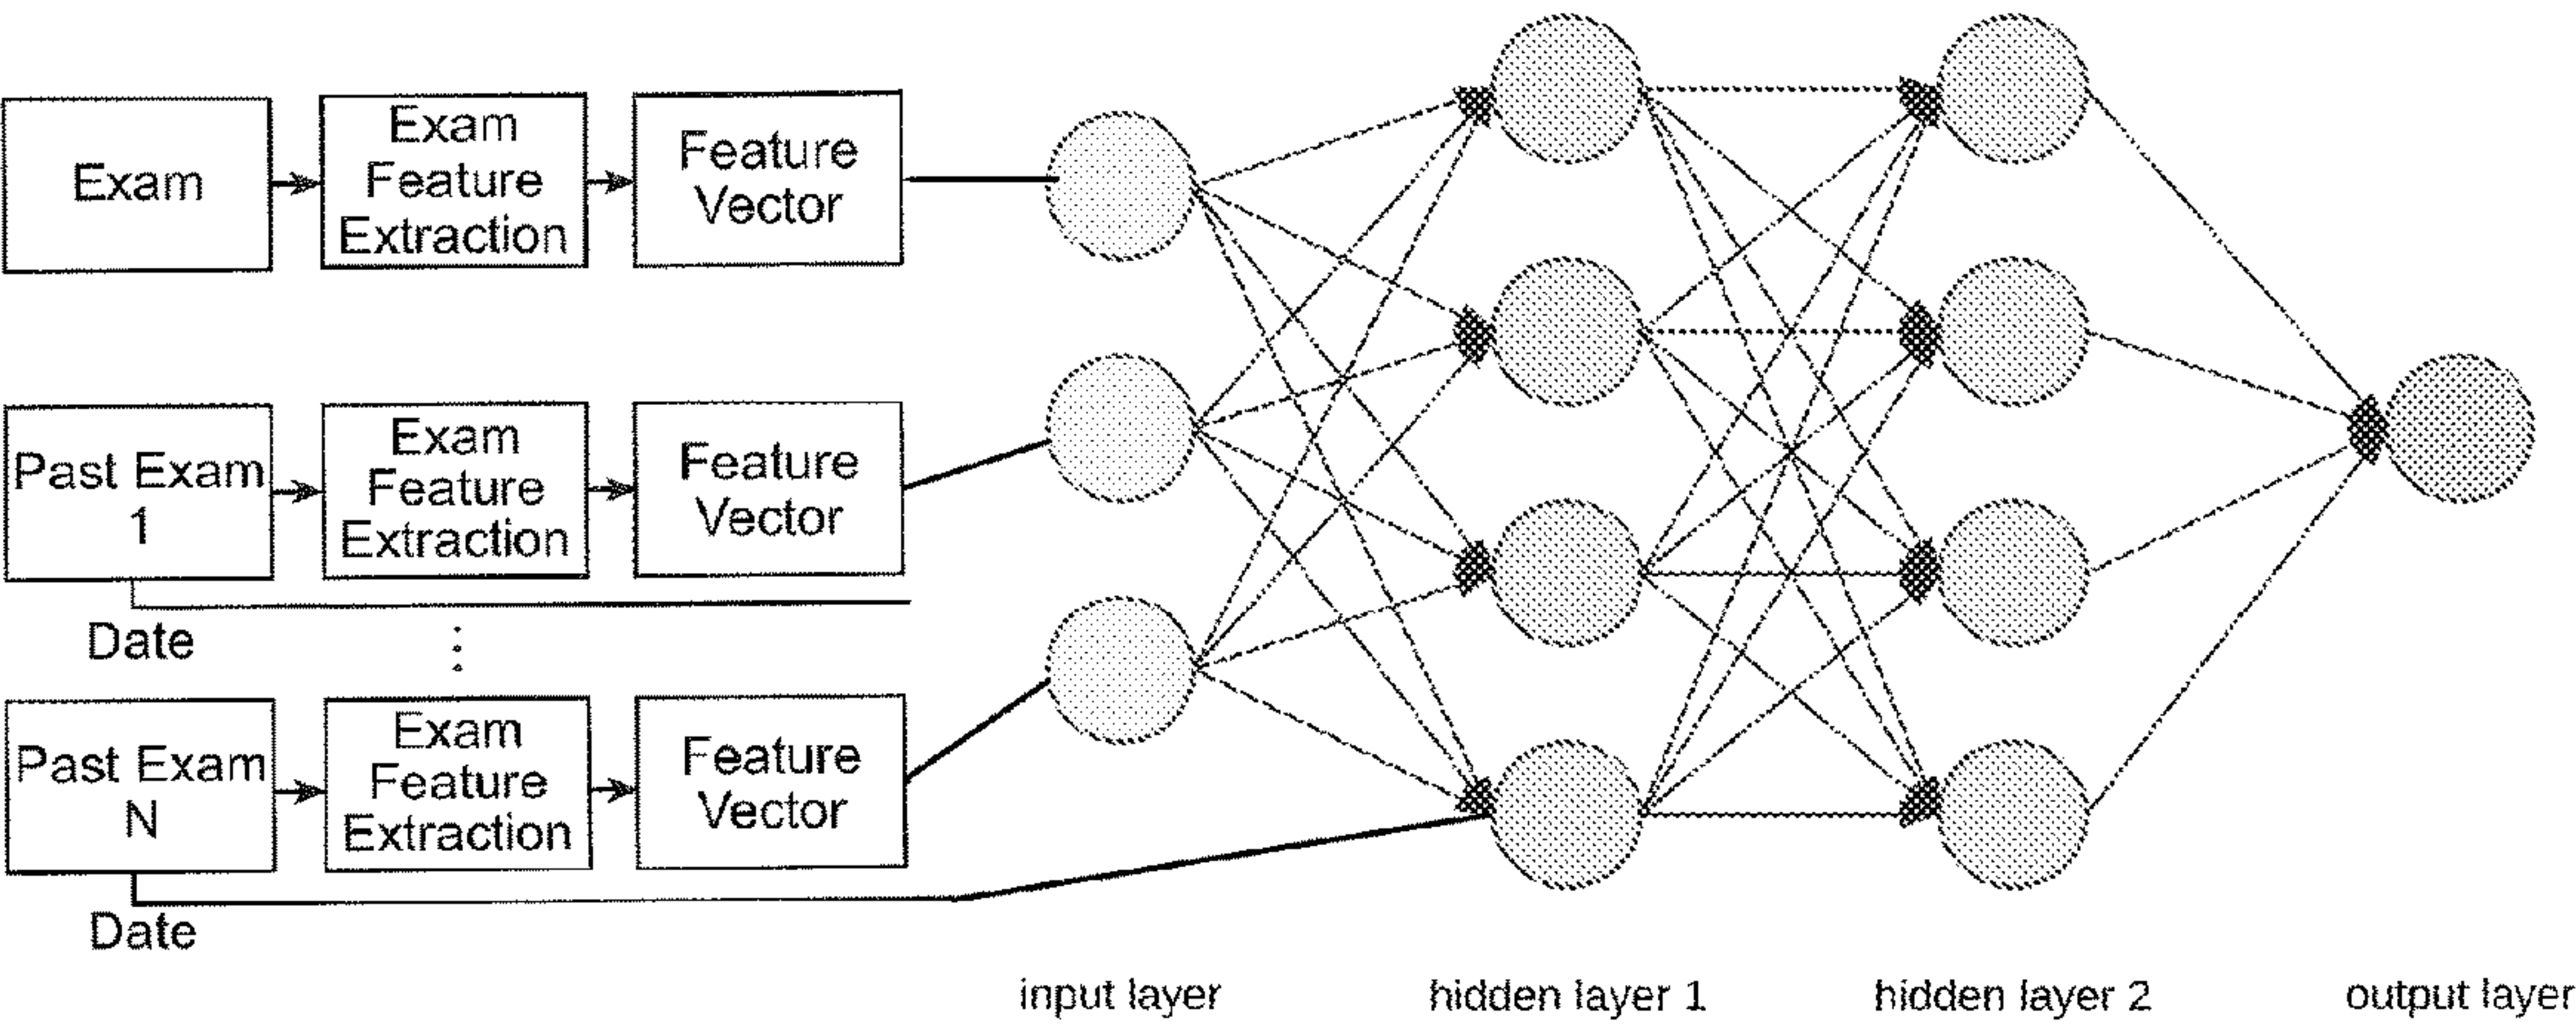 Exam
Exam
Feature
Extraction
Feature
Vector
Past Exam
1
Exam
Feature
Extraction
Feature
Vector
Date
Past Exam
N
Exam
Feature
Extraction
Feature
Vector
Date
input layer
hidden layer 1
hidden layer 2
output layer